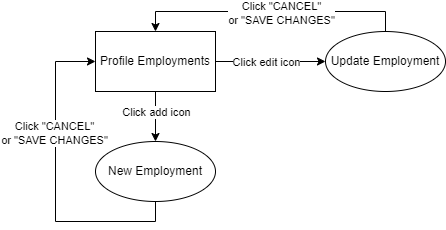 Click "CANCEL"
or "SAVE CHANGES"
Profile Employments
Click edit icon
Update Employment
Click add icon
Click "CANCEL"
or "SAVE CHANGES"
New Employment